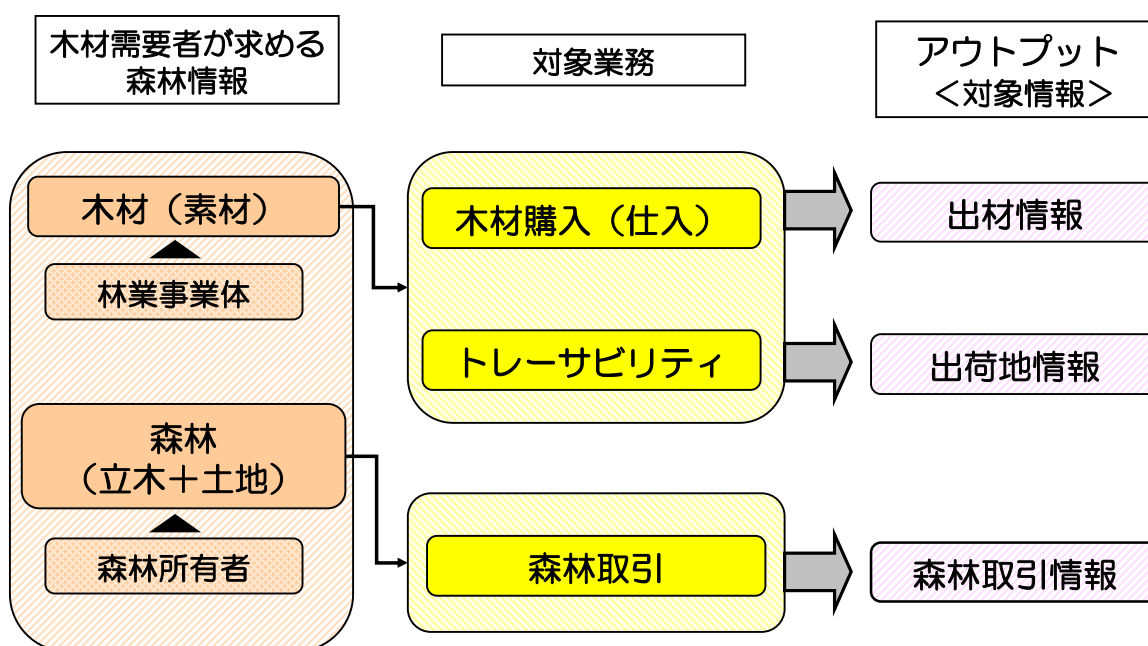 木材需要者が求める
森林情報
対象業務
アウトプット
＜対象情報＞
木材（素材）
林業事業体
森林
（立木＋土地）
森林所有者
木材購入（仕入）
トレーサビリティ
森林取引
出材情報
出荷地情報
森林取引情報